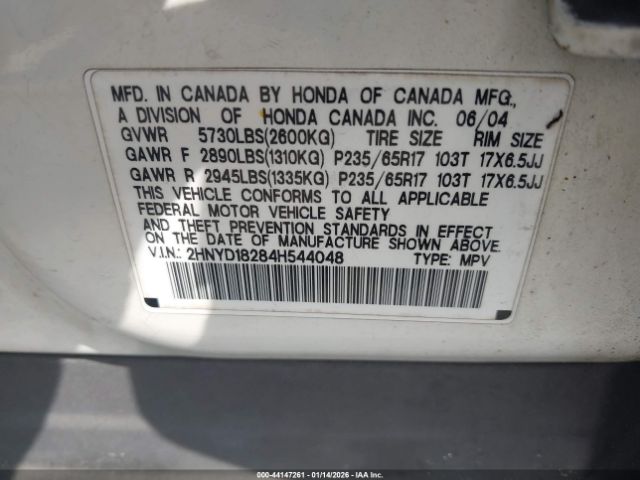 MFD. IN CANADA BY HONDA OF CANADA MFG.,
A DIVISION OF HONDA CANADA INC. 06/04
GVWR 5730LBS(2600KG) TIRE SIZE RIM SIZE
GAWR F 2890LBS(1310KG) P235/65R17 103T 17X6.5JJ
GAWR R 2945LBS(1335KG) P235/65R17 103T 17X6.5JJ
THIS VEHICLE CONFORMS TO ALL APPLICABLE
FEDERAL MOTOR VEHICLE SAFETY
AND THEFT PREVENTION STANDARDS IN EFFECT
ON THE DATE OF MANUFACTURE SHOWN ABOVE.
V.I.N.: 2HNYD18284H544048 TYPE: MPV
000-44147261 - 01/14/2026 - IAA Inc.